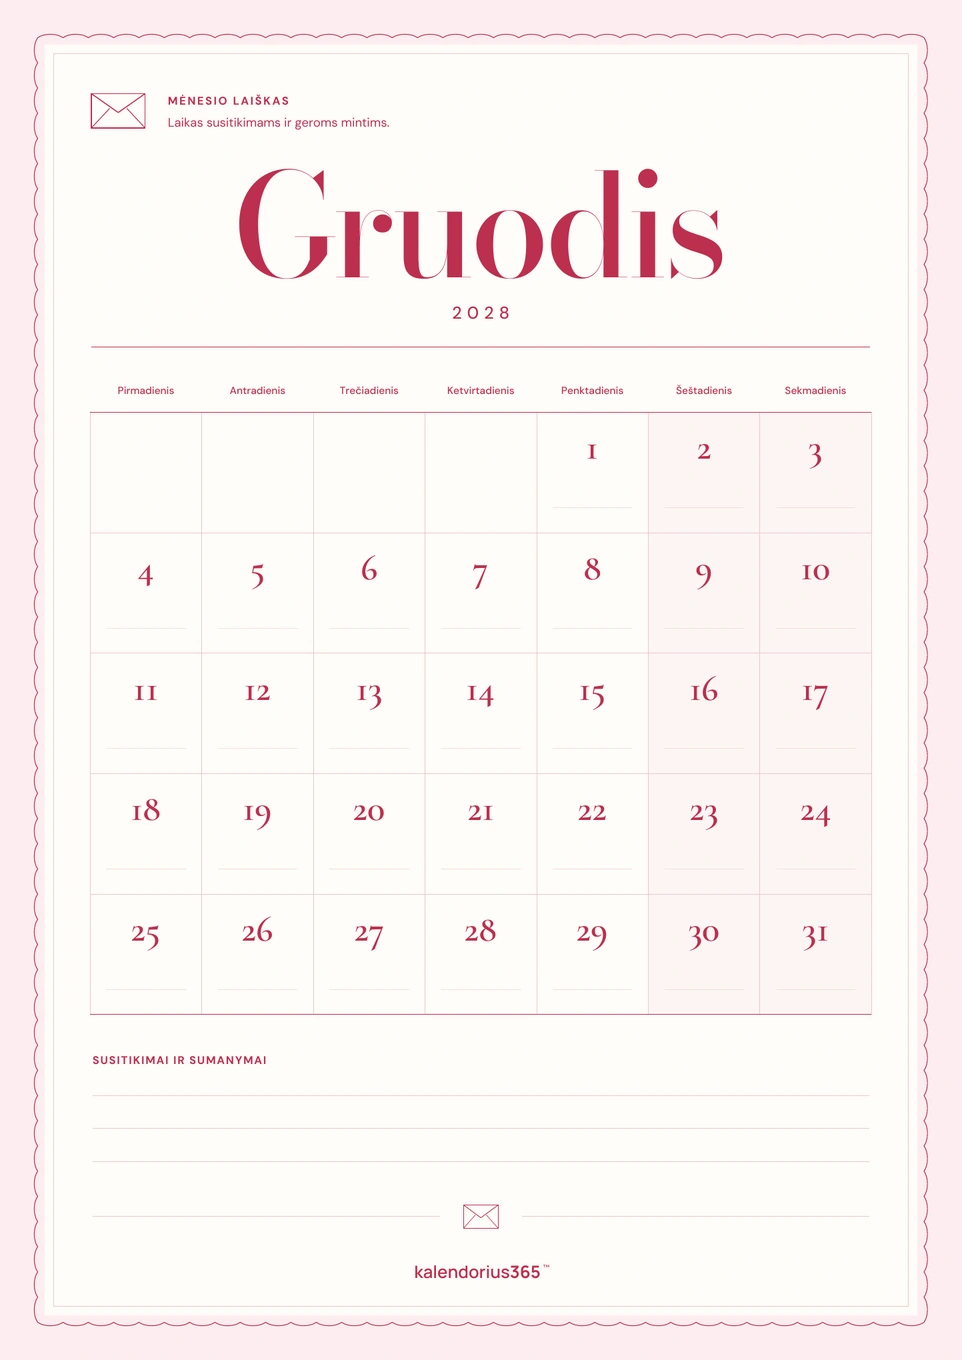 MĖNESIO LAIŠKAS
Laikas susitikimams ir geroms mintims.
Gruodis
2028
Pirmadienis Antradienis Trečiadienis Ketvirtadienis Penktadienis Šeštadienis Sekmadienis
1 2 3
4 5 6 7 8 9 10
11 12 13 14 15 16 17
18 19 20 21 22 23 24
25 26 27 28 29 30 31
SUSITIKIMAI IR SUMANYMAI
kalendorius365™